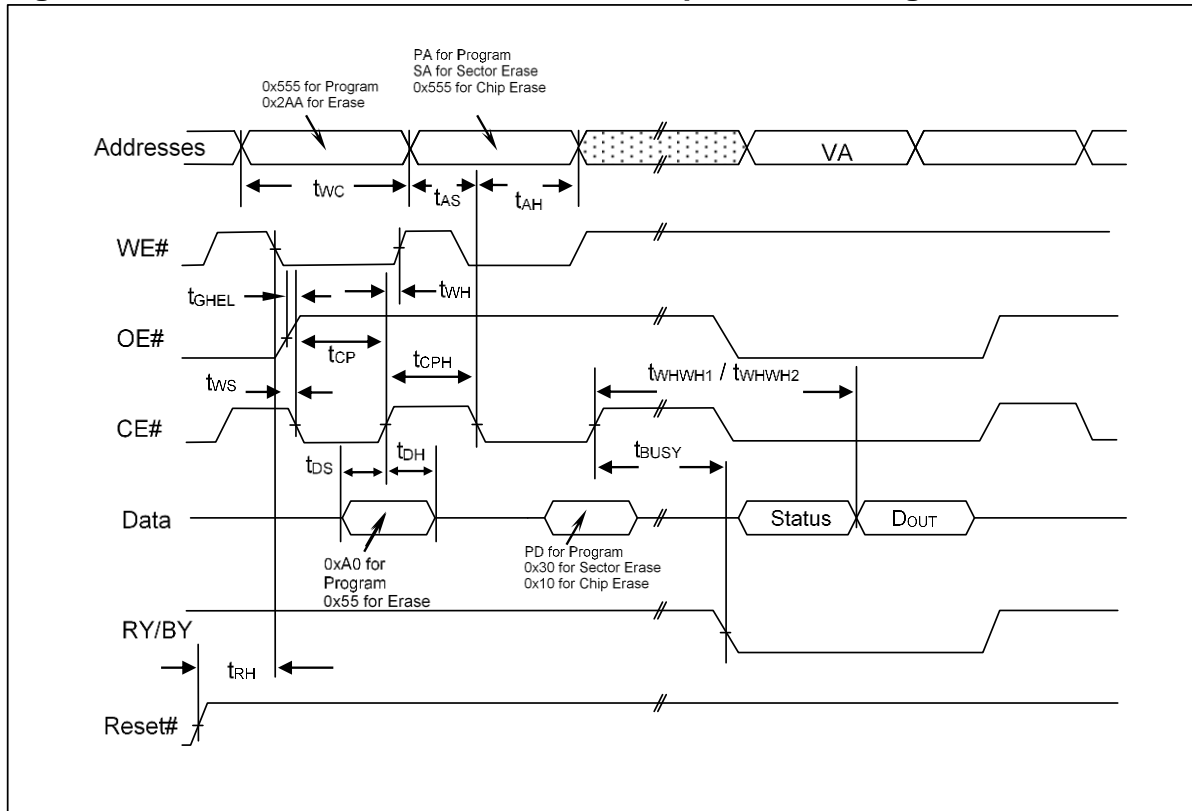 PA for Program
SA for Sector Erase
0x555 for Chip Erase
0x555 for Program
0x2AA for Erase
Addresses
VA
tWC
tAS
tAH
WE#
tGHEL
tWH
OE#
tCP
tCPH
tWS
tWHWH1 / tWHWH2
CE#
tDS
tDH
tBUSY
Data
Status
DOUT
0xA0 for
Program
0x55 for Erase
PD for Program
0x30 for Sector Erase
0x10 for Chip Erase
RY/BY
tRH
Reset#